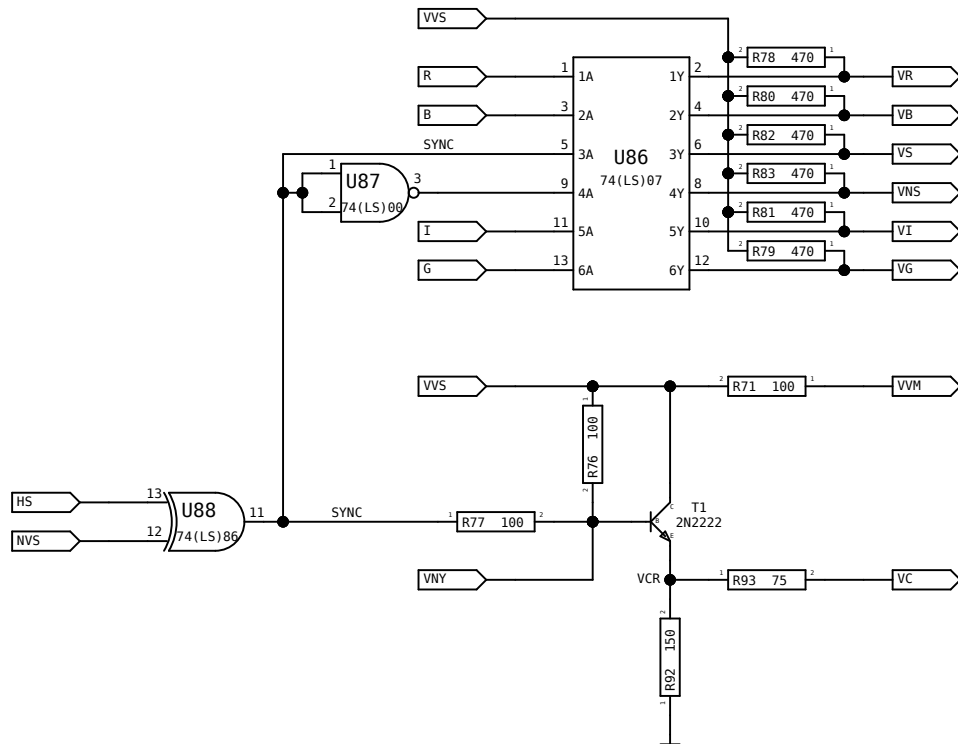 VVS
2 R78 470 1
R 1 1A 1Y 2 VR
2 R80 470 1
B 3 2A 2Y 4 VB
2 R82 470 1
SYNC 5 3A U86 3Y 6 VS
74(LS)07
2 R83 470 1
1 U87 3 9 4A 4Y 8 VNS
2 74(LS)00
2 R81 470 1
I 11 5A 5Y 10 VI
2 R79 470 1
G 13 6A 6Y 12 VG
VVS 2 R71 100 1 VVM
1 R76 100 2
HS 13 U88 11 SYNC 1 R77 100 2
NVS 12 74(LS)86
C B E T1
2N2222
VNY VCR 1 R93 75 2 VC
2 R92 150 1